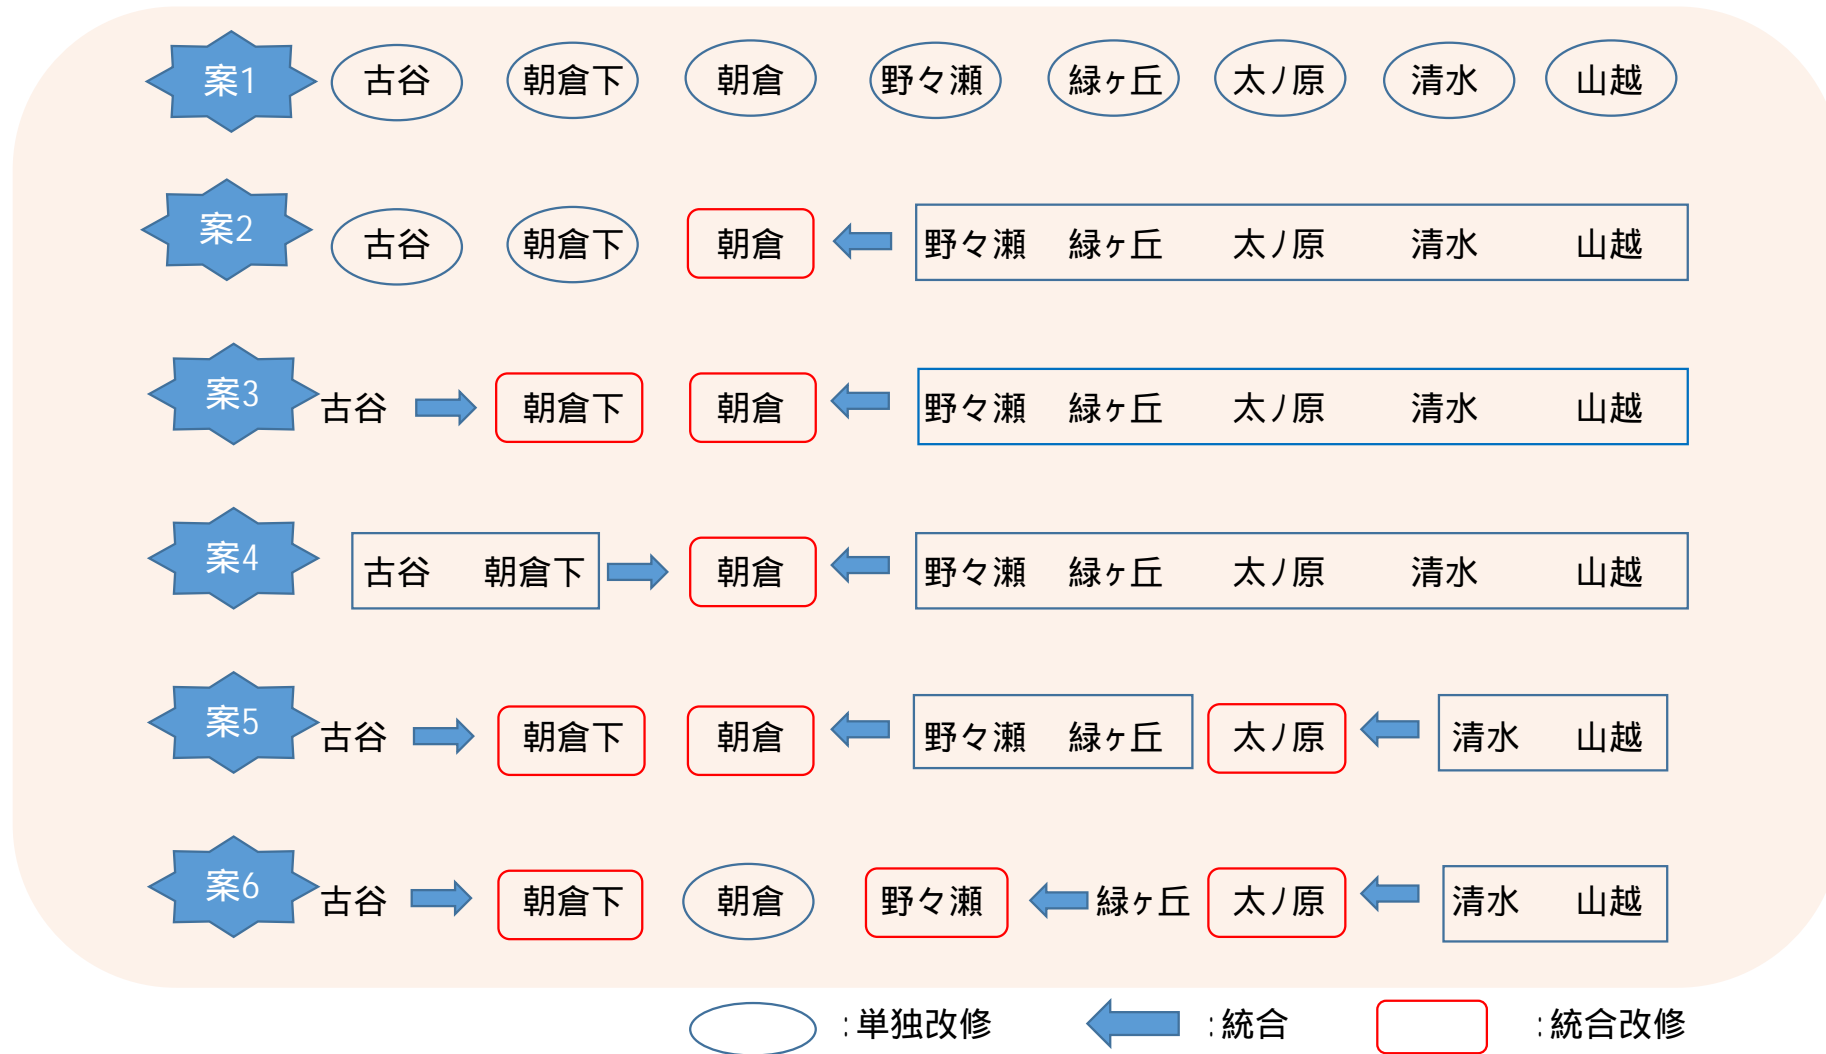 案1 古谷 朝倉下 朝倉 野々瀬 緑ヶ丘 太ノ原 清水 山越
案2 古谷 朝倉下 朝倉 野々瀬 緑ヶ丘 太ノ原 清水 山越
案3 古谷 朝倉下 朝倉 野々瀬 緑ヶ丘 太ノ原 清水 山越
案4 古谷 朝倉下 朝倉 野々瀬 緑ヶ丘 太ノ原 清水 山越
案5 古谷 朝倉下 朝倉 野々瀬 緑ヶ丘 太ノ原 清水 山越
案6 古谷 朝倉下 朝倉 野々瀬 緑ヶ丘 太ノ原 清水 山越
:単独改修 :統合 :統合改修